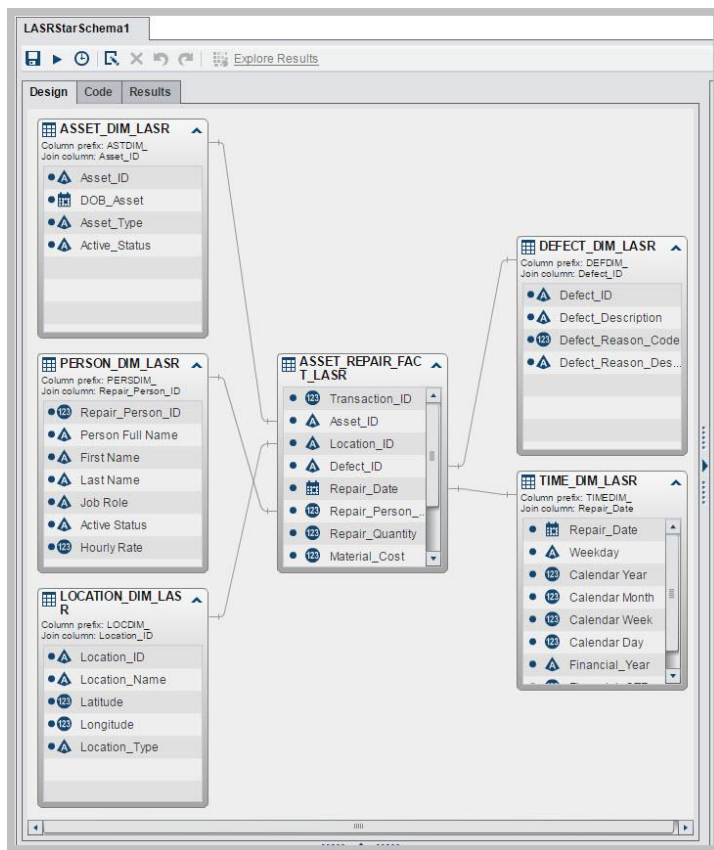 LASRStarSchema1
Explore Results
Design Code Results
ASSET_DIM_LASR
Column prefix: ASTDIM_
Join column: Asset_ID
Asset_ID
DOB_Asset
Asset_Type
Active_Status
PERSON_DIM_LASR
Column prefix: PERSDIM_
Join column: Repair_Person_ID
Repair_Person_ID
Person Full Name
First Name
Last Name
Job Role
Active Status
Hourly Rate
LOCATION_DIM_LAS
R
Column prefix: LOCDIM_
Join column: Location_ID
Location_ID
Location_Name
Latitude
Longitude
Location_Type
ASSET_REPAIR_FAC
T_LASR
Transaction_ID
Asset_ID
Location_ID
Defect_ID
Repair_Date
Repair_Person_...
Repair_Quantity
Material_Cost
DEFECT_DIM_LASR
Column prefix: DEFDIM_
Join column: Defect_ID
Defect_ID
Defect_Description
Defect_Reason_Code
Defect_Reason_Des...
TIME_DIM_LASR
Column prefix: TIMEDIM_
Join column: Repair_Date
Repair_Date
Weekday
Calendar Year
Calendar Month
Calendar Week
Calendar Day
Financial_Year